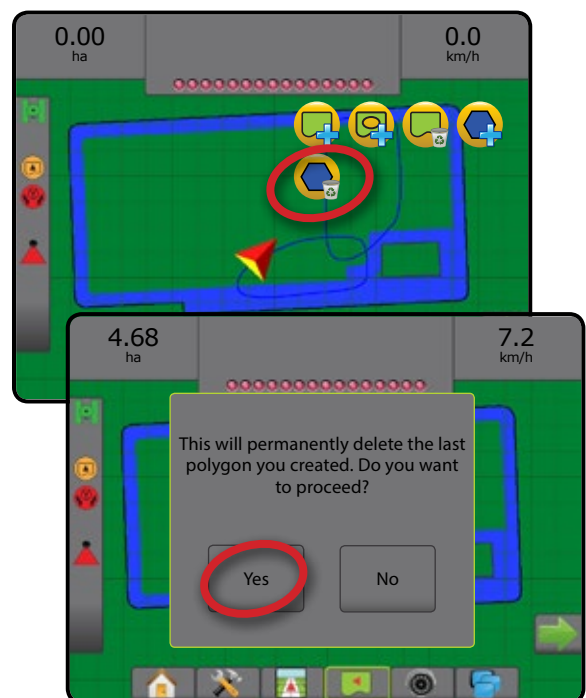 0.00
ha
0.0
km/h
4.68
ha
7.2
km/h
This will permanently delete the last
polygon you created. Do you want
to proceed?
Yes
No